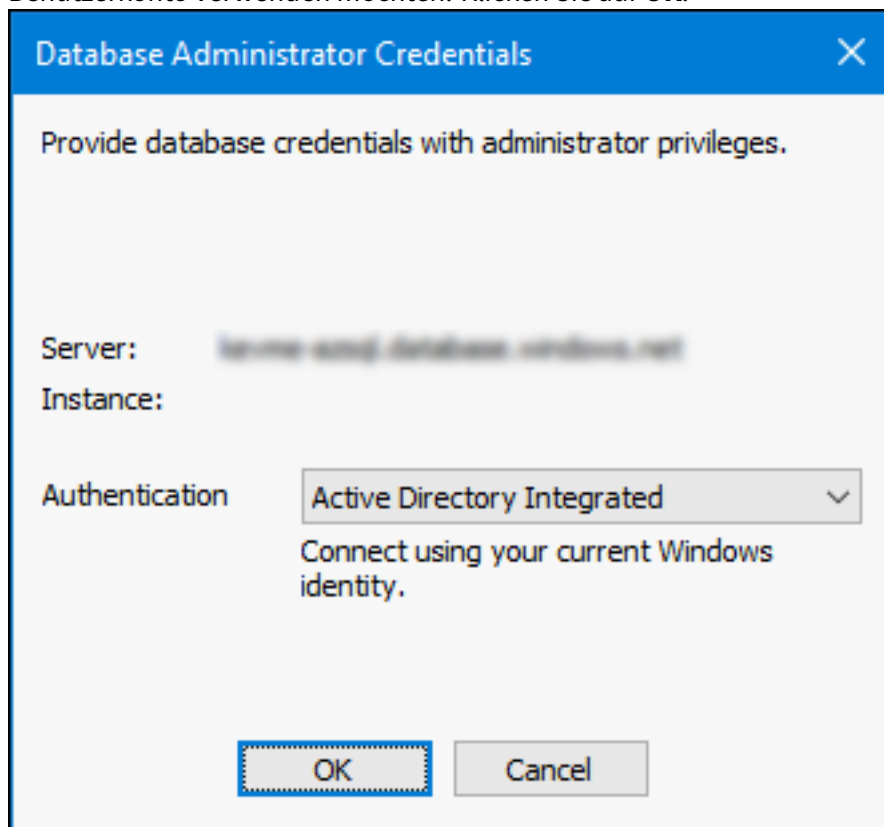 Database Administrator Credentials
Provide database credentials with administrator privileges.
Server:
Instance:
Authentication
Active Directory Integrated
Connect using your current Windows
identity.
OK
Cancel